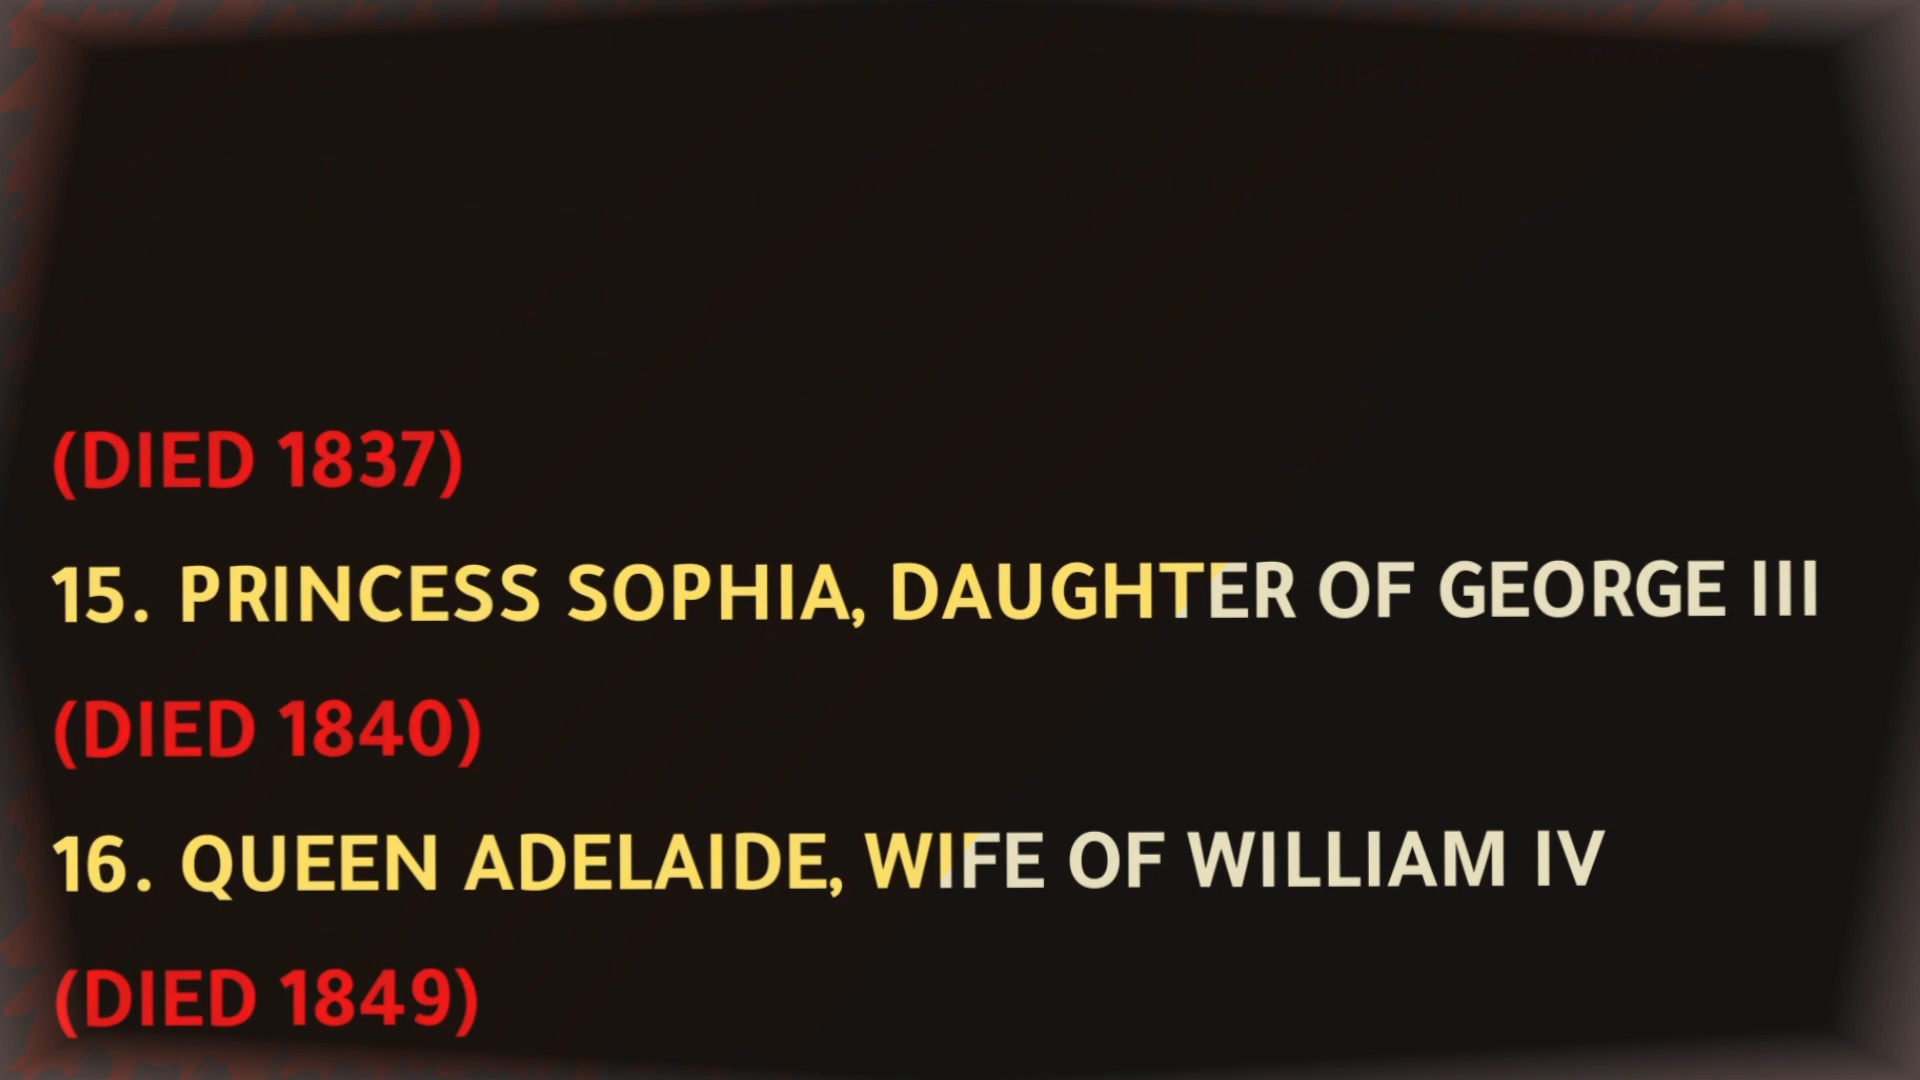 (DIED 1837)
15. PRINCESS SOPHIA, DAUGHTER OF GEORGE III
(DIED 1840)
16. QUEEN ADELAIDE, WIFE OF WILLIAM IV
(DIED 1849)